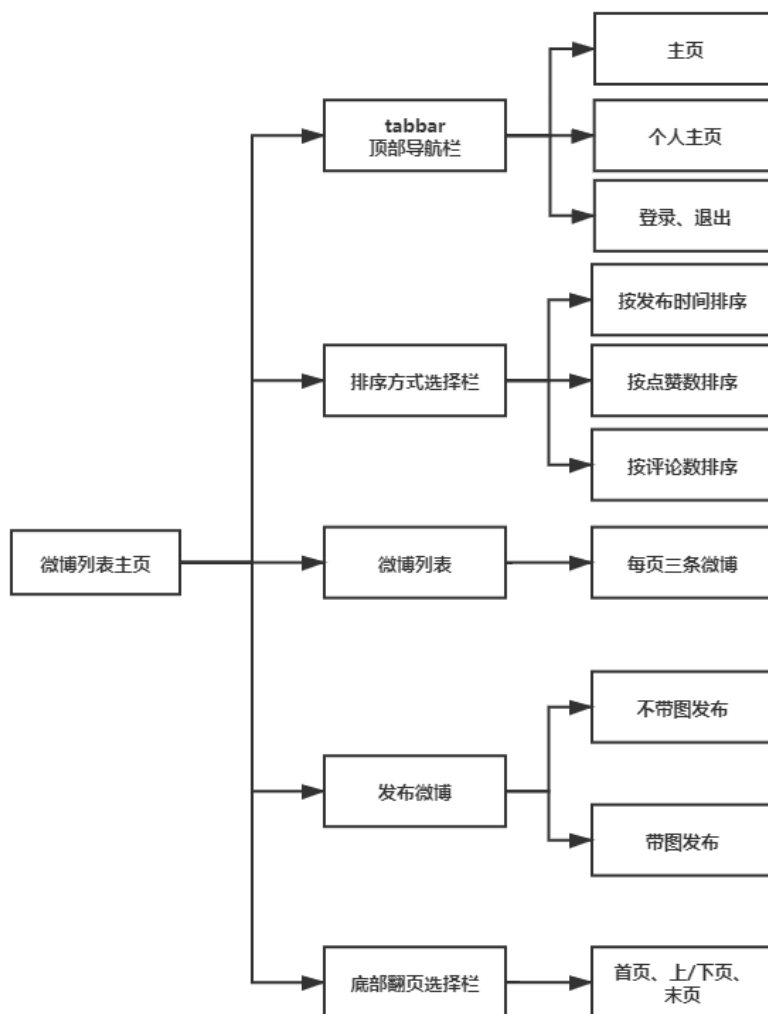 主页
tabbar
顶部导航栏
个人主页
登录、退出
按发布时间排序
排序方式选择栏
按点赞数排序
按评论数排序
微博列表主页
微博列表
每页三条微博
不带图发布
发布微博
带图发布
底部翻页选择栏
首页、上/下页、
末页